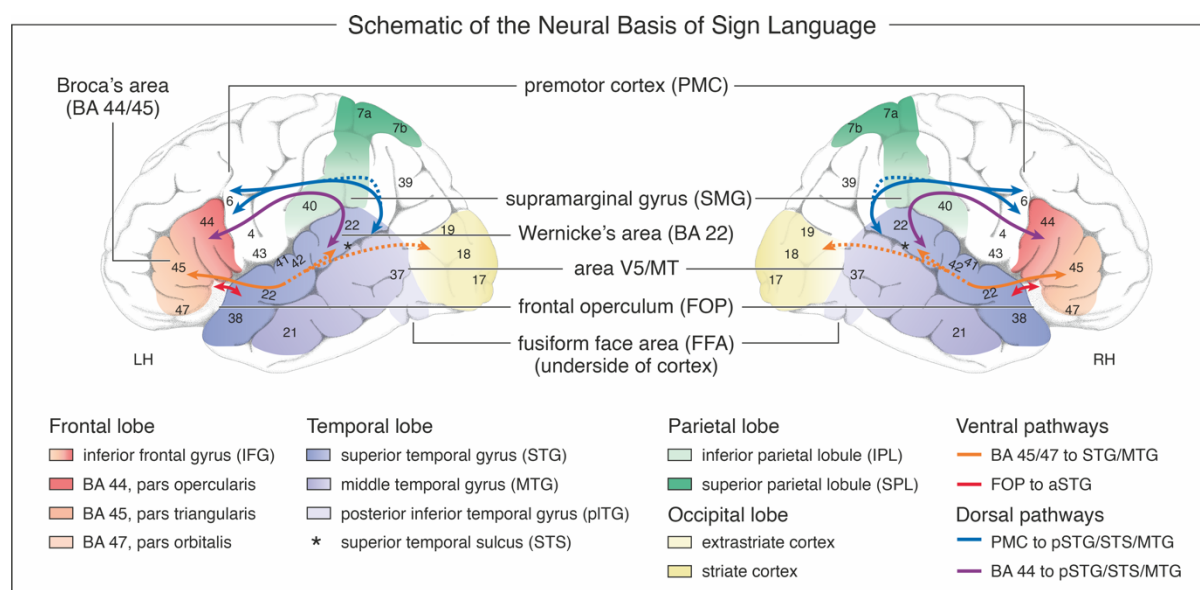 Schematic of the Neural Basis of Sign Language
Broca's area
(BA 44/45)
premotor cortex (PMC)
supramarginal gyrus (SMG)
Wernicke's area (BA 22)
area V5/MT
frontal operculum (FOP)
fusiform face area (FFA)
(underside of cortex)
7a
7b
39
6
44
40
4
43
22
*
19
41
42
45
18
17
37
22
47
38
21
LH
7a
7b
39
6
40
44
4
43
22
*
19
42
41
45
18
17
37
22
47
38
21
RH
Frontal lobe
inferior frontal gyrus (IFG)
BA 44, pars opercularis
BA 45, pars triangularis
BA 47, pars orbitalis
Temporal lobe
superior temporal gyrus (STG)
middle temporal gyrus (MTG)
posterior inferior temporal gyrus (pITG)
* superior temporal sulcus (STS)
Parietal lobe
inferior parietal lobule (IPL)
superior parietal lobule (SPL)
Occipital lobe
extrastriate cortex
striate cortex
Ventral pathways
BA 45/47 to STG/MTG
FOP to aSTG
Dorsal pathways
PMC to pSTG/STS/MTG
BA 44 to pSTG/STS/MTG